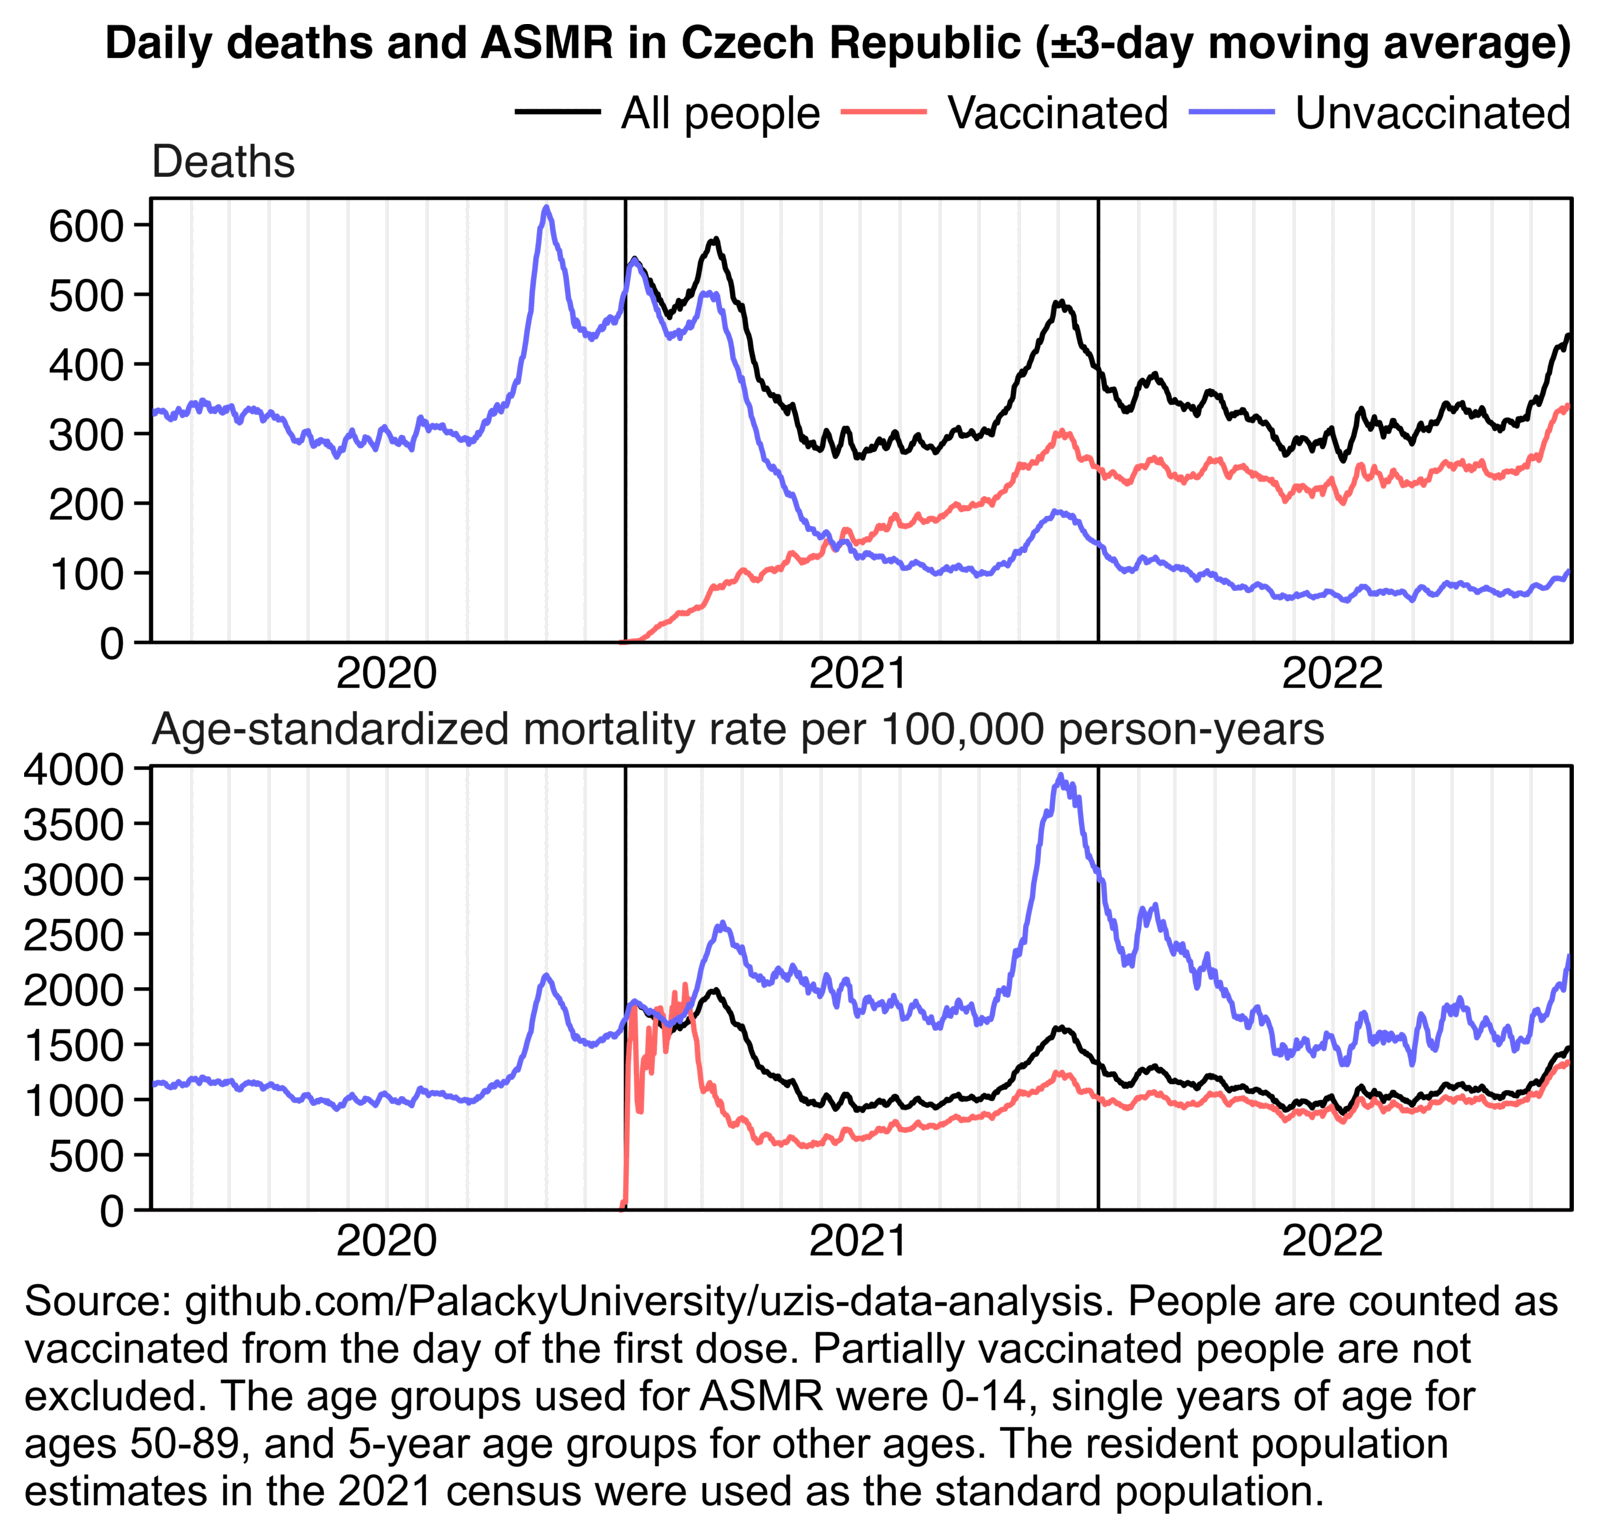 Daily deaths and ASMR in Czech Republic (±3-day moving average)
All people Vaccinated Unvaccinated
Deaths
600
500
400
300
200
100
0
2020 2021 2022
Age-standardized mortality rate per 100,000 person-years
4000
3500
3000
2500
2000
1500
1000
500
0
2020 2021 2022
Source: github.com/PalackyUniversity/uzis-data-analysis. People are counted as
vaccinated from the day of the first dose. Partially vaccinated people are not
excluded. The age groups used for ASMR were 0-14, single years of age for
ages 50-89, and 5-year age groups for other ages. The resident population
estimates in the 2021 census were used as the standard population.